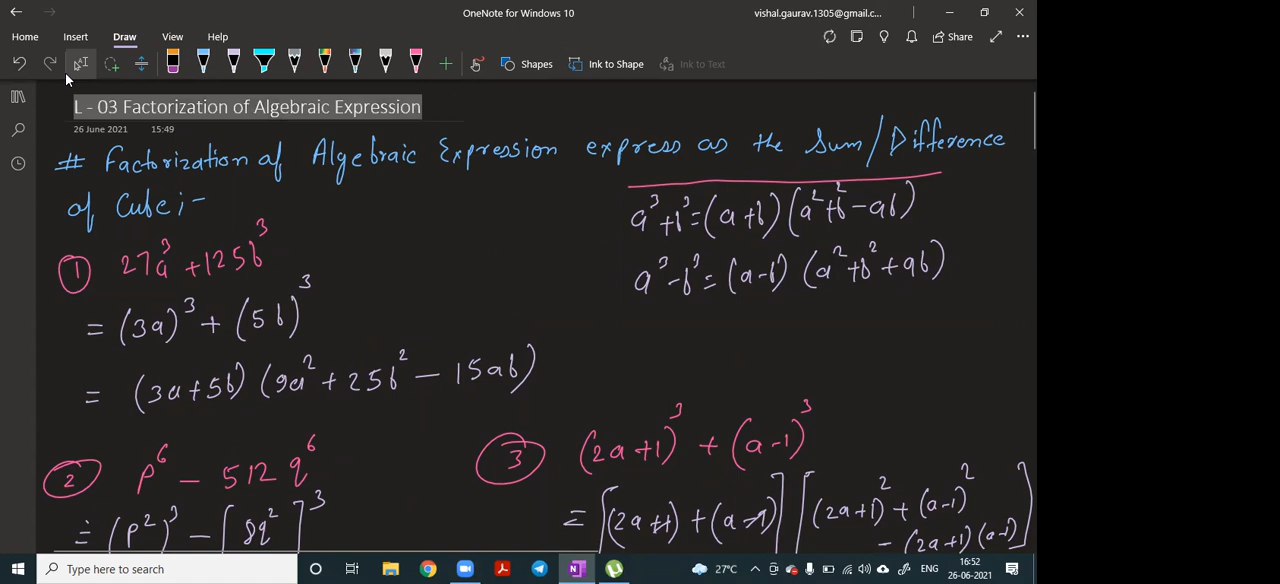 OneNote for Windows 10
vishal.gaurav.1305@gmail.c...
Home Insert Draw View Help
Share
Shapes Ink to Shape Ink to Text
L - 03 Factorization of Algebraic Expression
26 June 2021 15:49
# Factorization of Algebraic Expression express as the Sum/Difference
of Cube;-
a³+b³=(a+b)(a²+b²-ab)
a³-b³=(a-b)(a²+b²+ab)
① 27a³+125b³
= (3a)³+(5b)³
= (3a+5b)(9a²+25b²-15ab)
② p⁶ - 512q⁶
= (p²)³ - [8q²]³
③ (2a+1)³ + (a-1)³
= [(2a+1)+(a-1)] [(2a+1)²+(a-1)²
- (2a+1)(a-1)]
Type here to search
27°C
ENG
16:52
26-06-2021